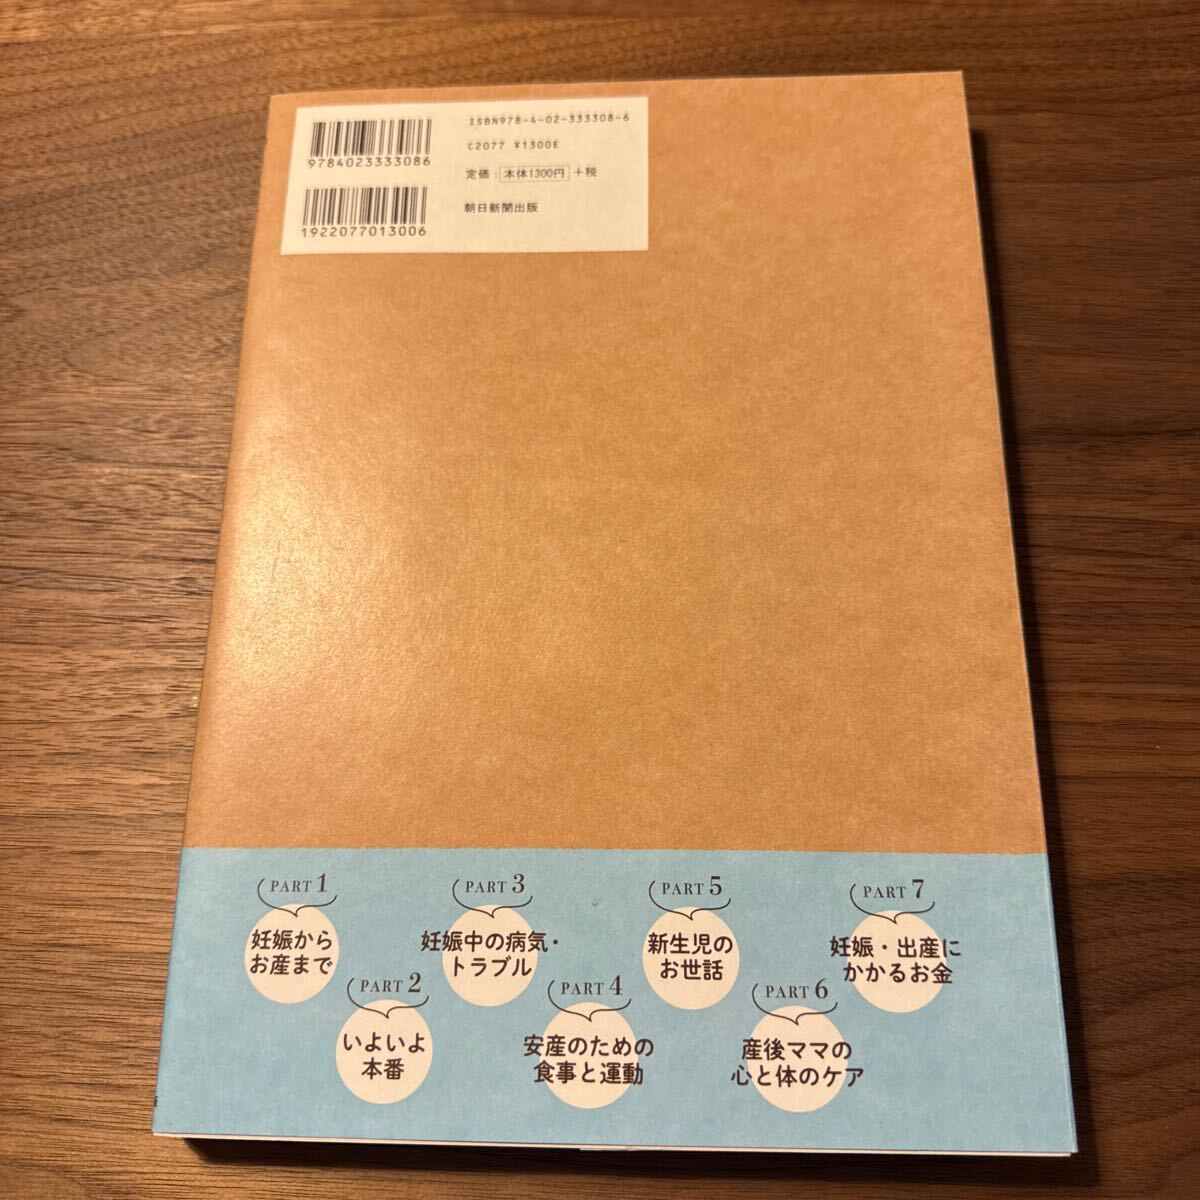 ISBN978-4-02-333308-6
C2077 ¥1300E
定価：本体1300円＋税
朝日新聞出版
9784023333086
1922077013006
PART 1
妊娠から
お産まで
PART 2
いよいよ
本番
PART 3
妊娠中の病気・
トラブル
PART 4
安産のための
食事と運動
PART 5
新生児の
お世話
PART 6
産後ママの
心と体のケア
PART 7
妊娠・出産に
かかるお金